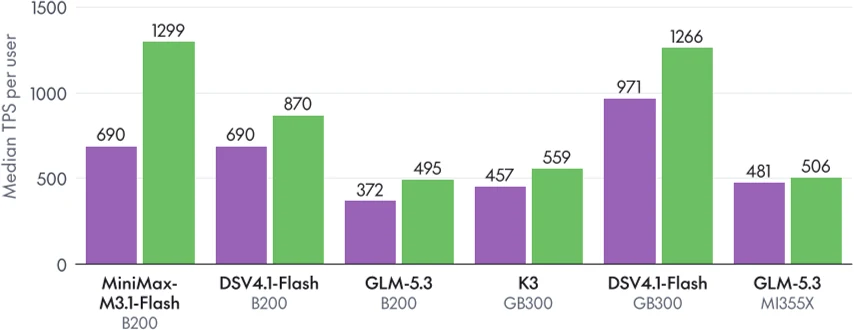 Median TPS per user
1500
1000
500
0
690
1299
690
870
372
495
457
559
971
1266
481
506
MiniMax-
M3.1-Flash
B200
DSV4.1-Flash
B200
GLM-5.3
B200
K3
GB300
DSV4.1-Flash
GB300
GLM-5.3
MI355X